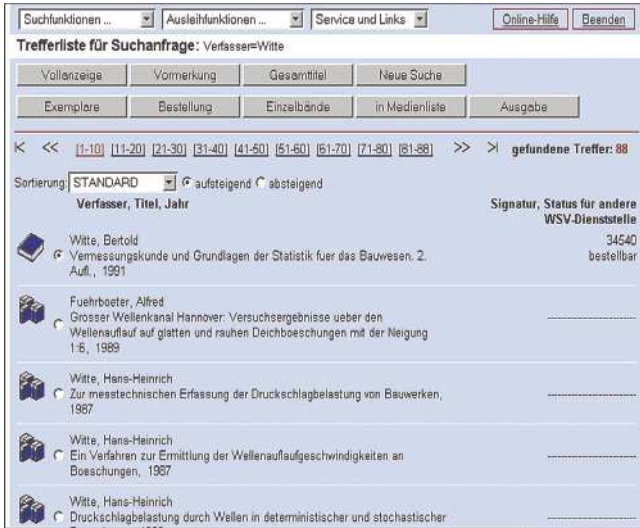 Suchfunktionen ... Ausleihfunktionen ... Service und Links Online-Hilfe Beenden
Trefferliste für Suchanfrage: Verfasser=Witte
Vollanzeige Vormerkung Gesamttitel Neue Suche
Exemplare Bestellung Einzelbände in Medienliste Ausgabe
K << [1-10] [11-20] [21-30] [31-40] [41-50] [51-60] [61-70] [71-80] [81-88] >> >| gefundene Treffer: 88
Sortierung: STANDARD aufsteigend absteigend
Verfasser, Titel, Jahr Signatur, Status für andere
WSV-Dienststelle
Witte, Bertold 34540
Vermessungskunde und Grundlagen der Statistik fuer das Bauwesen. 2. bestellbar
Aufl., 1991
Fuehrboeter, Alfred
Grosser Wellenkanal Hannover: Versuchsergebnisse ueber den
Wellenauflauf auf glatten und rauhen Deichboeschungen mit der Neigung
1:6, 1989
Witte, Hans-Heinrich
Zur messtechnischen Erfassung der Druckschlagbelastung von Bauwerken,
1987
Witte, Hans-Heinrich
Ein Verfahren zur Ermittlung der Wellenauflaufgeschwindigkeiten an
Boeschungen, 1987
Witte, Hans-Heinrich
Druckschlagbelastung durch Wellen in deterministischer und stochastischer